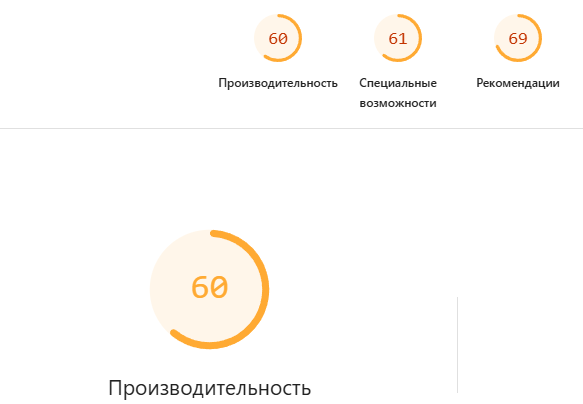 60 61 69
Производительность Специальные возможности Рекомендации
60
Производительность